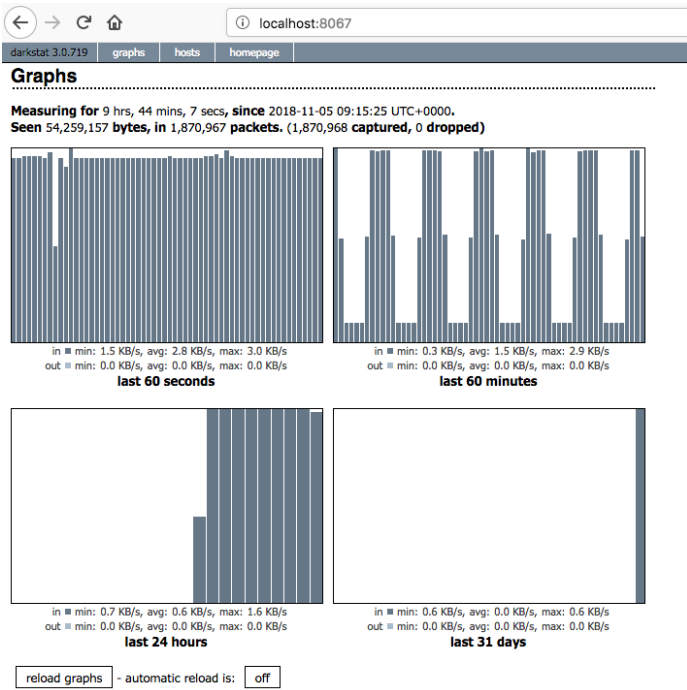 localhost:8067
darkstat 3.0.719 graphs hosts homepage
Graphs
Measuring for 9 hrs, 44 mins, 7 secs, since 2018-11-05 09:15:25 UTC+0000.
Seen 54,259,157 bytes, in 1,870,967 packets. (1,870,968 captured, 0 dropped)
in min: 1.5 KB/s, avg: 2.8 KB/s, max: 3.0 KB/s
out min: 0.0 KB/s, avg: 0.0 KB/s, max: 0.0 KB/s
last 60 seconds
in min: 0.3 KB/s, avg: 1.5 KB/s, max: 2.9 KB/s
out min: 0.0 KB/s, avg: 0.0 KB/s, max: 0.0 KB/s
last 60 minutes
in min: 0.7 KB/s, avg: 0.6 KB/s, max: 1.6 KB/s
out min: 0.0 KB/s, avg: 0.0 KB/s, max: 0.0 KB/s
last 24 hours
in min: 0.6 KB/s, avg: 0.0 KB/s, max: 0.6 KB/s
out min: 0.0 KB/s, avg: 0.0 KB/s, max: 0.0 KB/s
last 31 days
reload graphs - automatic reload is: off